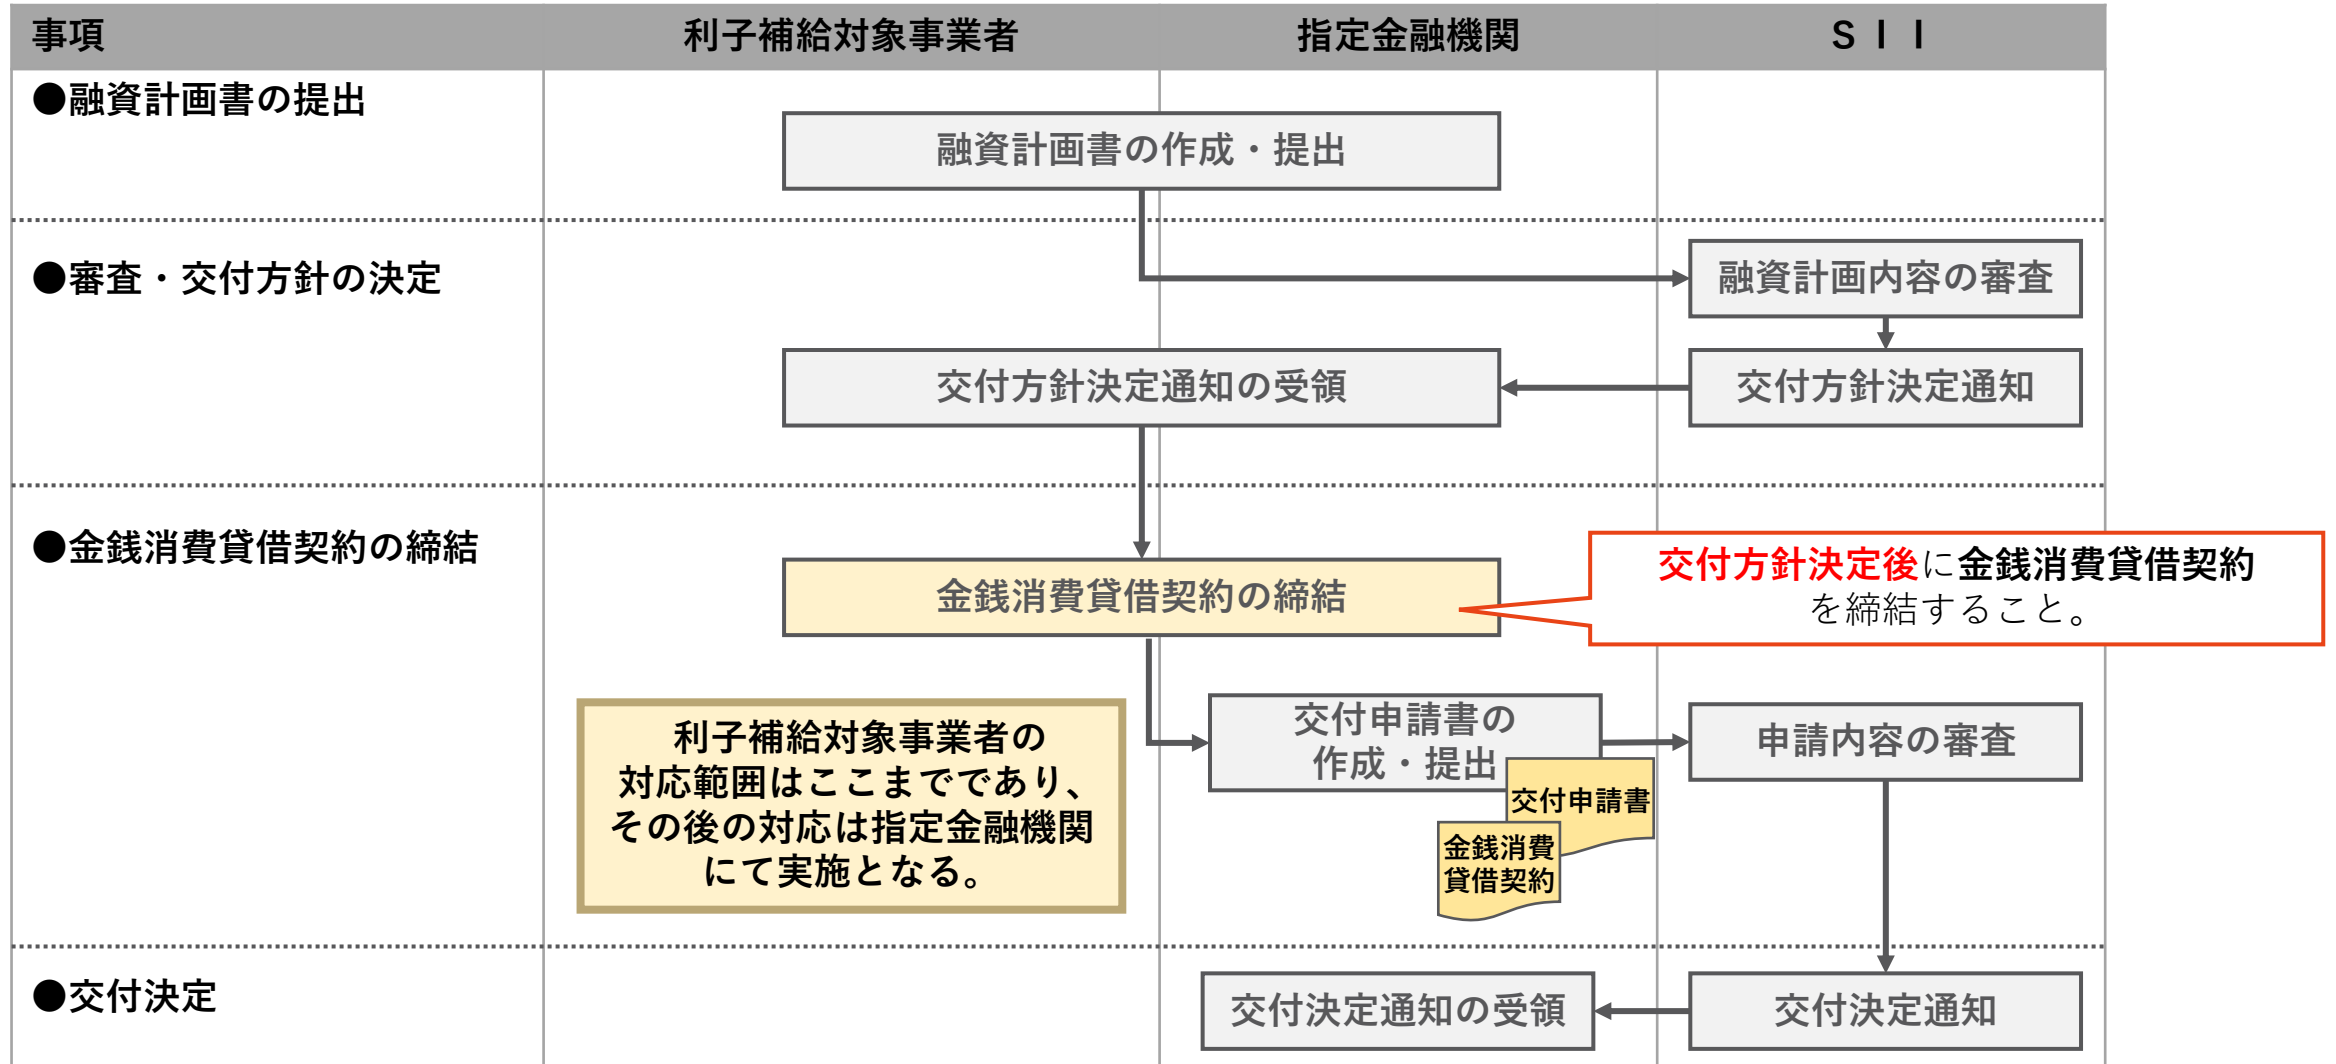 事項
利子補給対象事業者
指定金融機関
ＳＩＩ
●融資計画書の提出
融資計画書の作成・提出
●審査・交付方針の決定
融資計画内容の審査
交付方針決定通知の受領
交付方針決定通知
●金銭消費貸借契約の締結
金銭消費貸借契約の締結
交付方針決定後に金銭消費貸借契約
を締結すること。
利子補給対象事業者の
対応範囲はここまでであり、
その後の対応は指定金融機関
にて実施となる。
交付申請書の
作成・提出
交付申請書
金銭消費
貸借契約
申請内容の審査
●交付決定
交付決定通知の受領
交付決定通知